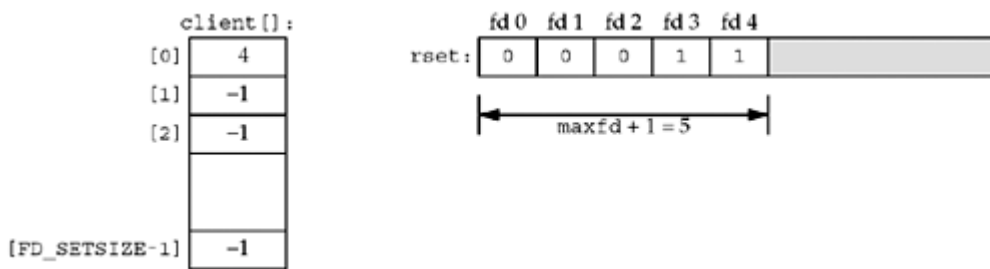 client[]:
[0] 4
[1] −1
[2] −1
[FD_SETSIZE-1] −1
fd 0 fd 1 fd 2 fd 3 fd 4
rset: 0 0 0 1 1
maxfd + 1 = 5